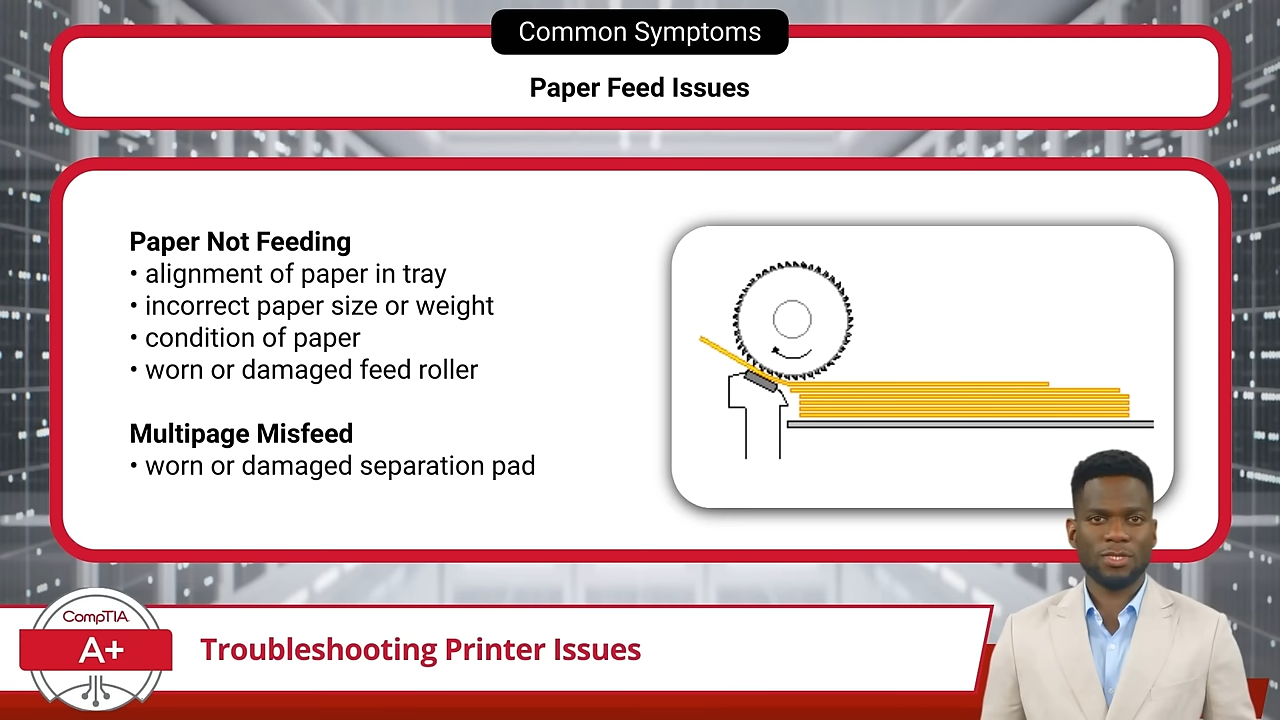 Common Symptoms
Paper Feed Issues
Paper Not Feeding
• alignment of paper in tray
• incorrect paper size or weight
• condition of paper
• worn or damaged feed roller
Multipage Misfeed
• worn or damaged separation pad
CompTIA
A+
Troubleshooting Printer Issues